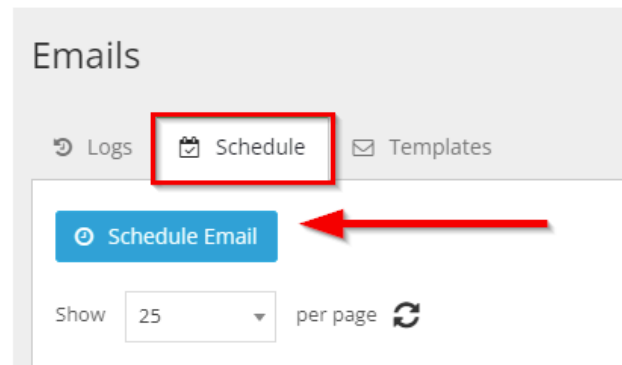 Emails
Logs Schedule Templates
Schedule Email
Show 25 per page